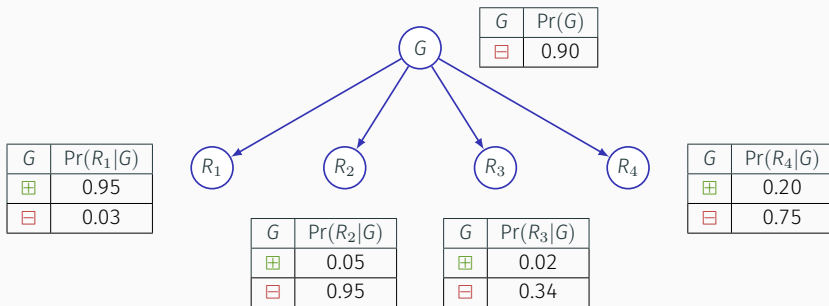 G Pr(G)
⊟ 0.90
G
R₁ R₂ R₃ R₄
G Pr(R₁|G)
⊞ 0.95
⊟ 0.03
G Pr(R₄|G)
⊞ 0.20
⊟ 0.75
G Pr(R₂|G)
⊞ 0.05
⊟ 0.95
G Pr(R₃|G)
⊞ 0.02
⊟ 0.34